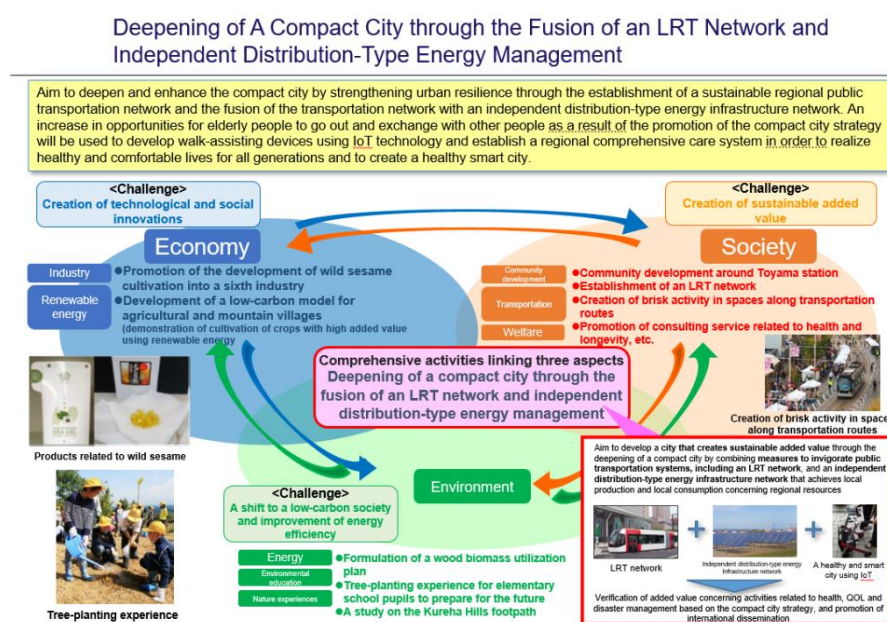 Deepening of A Compact City through the Fusion of an LRT Network and
Independent Distribution-Type Energy Management
Aim to deepen and enhance the compact city by strengthening urban resilience through the establishment of a sustainable regional public
transportation network and the fusion of the transportation network with an independent distribution-type energy infrastructure network. An
increase in opportunities for elderly people to go out and exchange with other people as a result of the promotion of the compact city strategy
will be used to develop walk-assisting devices using IoT technology and establish a regional comprehensive care system in order to realize
healthy and comfortable lives for all generations and to create a healthy smart city.
<Challenge>
Creation of technological and social
innovations
Economy
Industry
Renewable
energy
●Promotion of the development of wild sesame
cultivation into a sixth industry
●Development of a low-carbon model for
agricultural and mountain villages
(demonstration of cultivation of crops with high added value
using renewable energy)
Products related to wild sesame
Tree-planting experience
<Challenge>
Creation of sustainable added
value
Society
Community
development
Transportation
Welfare
●Community development around Toyama station
●Establishment of an LRT network
●Creation of brisk activity in spaces along transportation
routes
●Promotion of consulting service related to health and
longevity, etc.
Creation of brisk activity in space
along transportation routes
Comprehensive activities linking three aspects
Deepening of a compact city through the
fusion of an LRT network and independent
distribution-type energy management
Environment
<Challenge>
A shift to a low-carbon society
and improvement of energy
efficiency
Energy
Environmental
education
Nature experiences
●Formulation of a wood biomass utilization
plan
●Tree-planting experience for elementary
school pupils to prepare for the future
●A study on the Kureha Hills footpath
Aim to develop a city that creates sustainable added value through the
deepening of a compact city by combining measures to invigorate public
transportation systems, including an LRT network, and an independent
distribution-type energy infrastructure network that achieves local
production and local consumption concerning regional resources
LRT network
Independent distribution-type energy
Infrastructure network
A healthy and smart
city using IoT
Verification of added value concerning activities related to health, QOL and
disaster management based on the compact city strategy, and promotion of
international dissemination